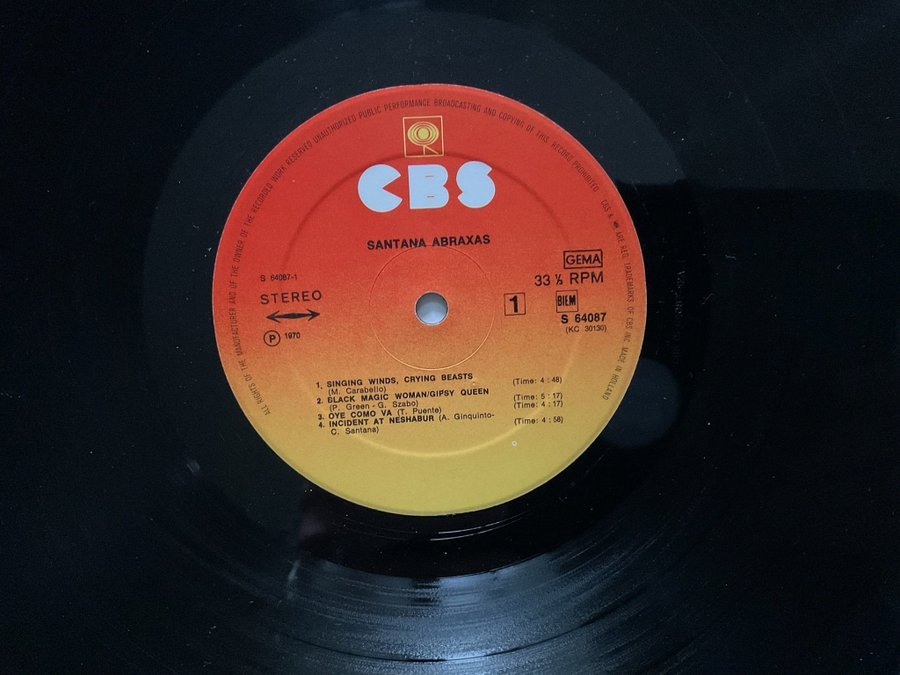 ALL RIGHTS OF THE MANUFACTURER AND OF THE OWNER OF THE RECORDED WORK RESERVED UNAUTHORIZED PUBLIC PERFORMANCE BROADCASTING AND COPYING OF THIS RECORD PROHIBITED CBS & ARE REG. TRADEMARKS OF CBS INC. MADE IN HOLLAND
CBS
SANTANA ABRAXAS
S 64087-1
STEREO
P 1970
GEMA
33 ⅓ RPM
1
BIEM
S 64087
(KC 30130)
1. SINGING WINDS, CRYING BEASTS (Time: 4 : 48)
(M. Carabello)
2. BLACK MAGIC WOMAN/GIPSY QUEEN (Time: 5 : 17)
(P. Green - G. Szabo) (Time: 4 : 17)
3. OYE COMO VA (T. Puente)
4. INCIDENT AT NESHABUR (A. Ginquinto- (Time: 4 : 58)
C. Santana)